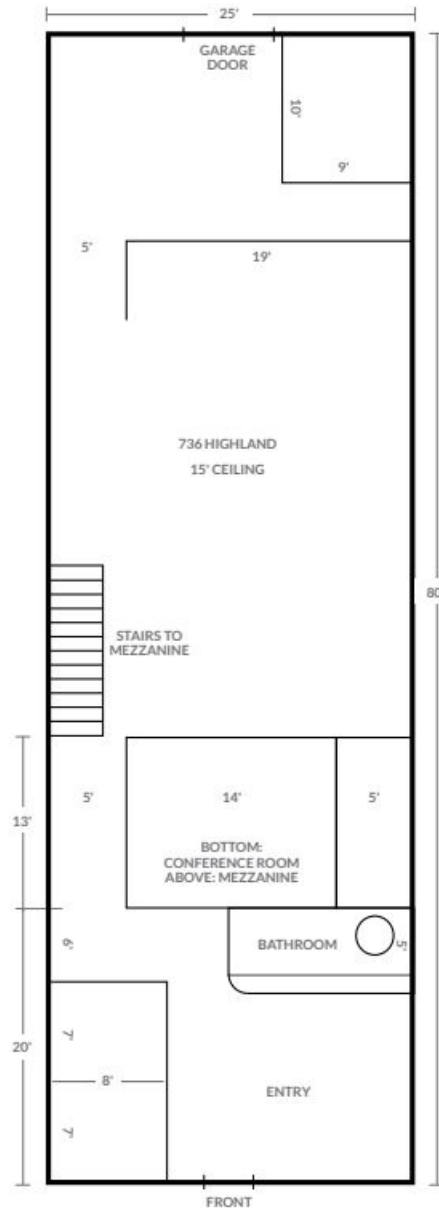 25'
GARAGE
DOOR
10'
9'
5'
19'
736 HIGHLAND
15' CEILING
80
STAIRS TO
MEZZANINE
13'
5'
14'
5'
BOTTOM:
CONFERENCE ROOM
ABOVE: MEZZANINE
6'
BATHROOM
5'
20'
7'
8'
7'
ENTRY
FRONT